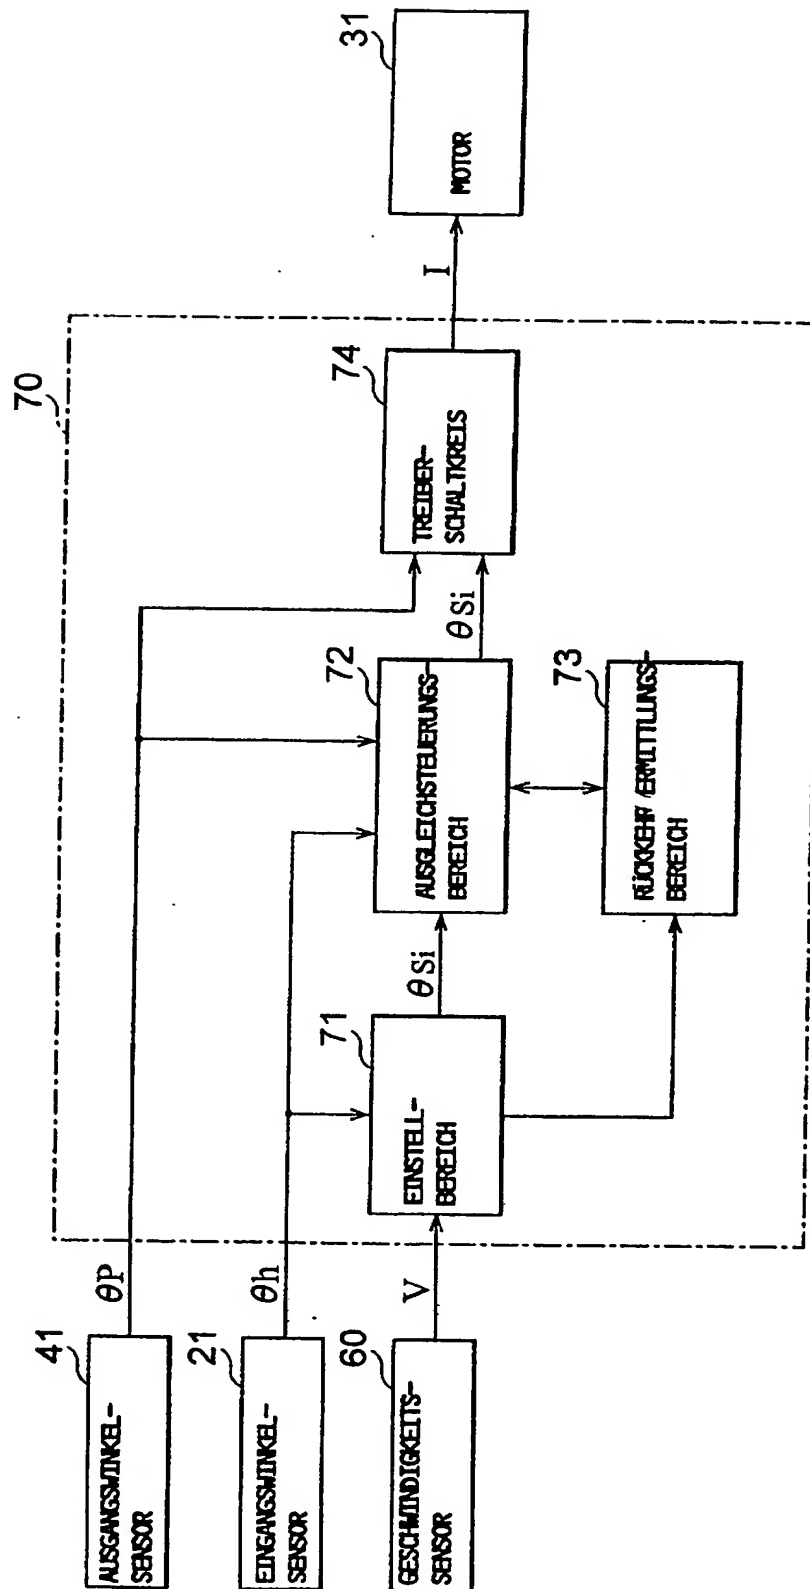 41
AUSGANGSWINKEL-
SENSOR
θP
21
EINGANGSWINKEL-
SENSOR
θh
60
GESCHWINDIGKEITS-
SENSOR
V
70
71
EINSTELL-
BEREICH
θSi
72
AUSGLEICHSTEUERUNGS-
BEREICH
θSi
73
RÜCKKEHR/ERMITTLUNGS-
BEREICH
74
TREIBER-
SCHALTKREIS
I
31
MOTOR